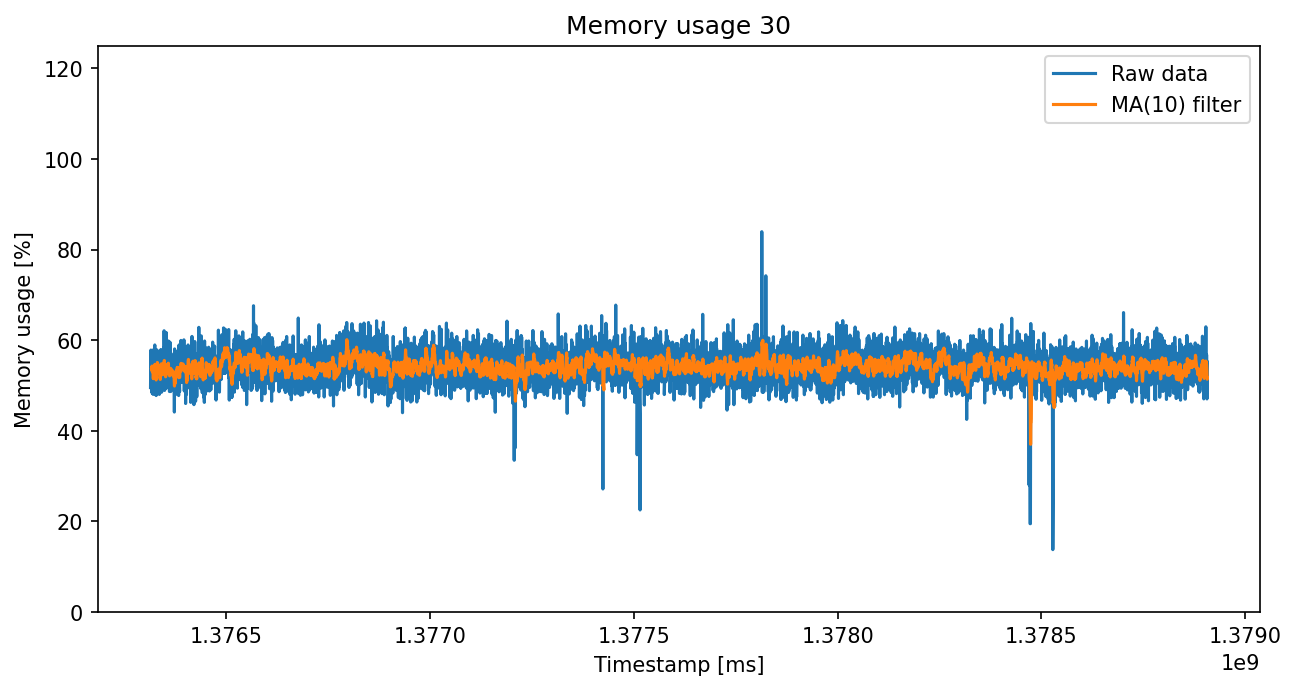 Memory usage 30
Raw data
MA(10) filter
Memory usage [%]
120
100
80
60
40
20
0
1.3765 1.3770 1.3775 1.3780 1.3785 1.3790
1e9
Timestamp [ms]